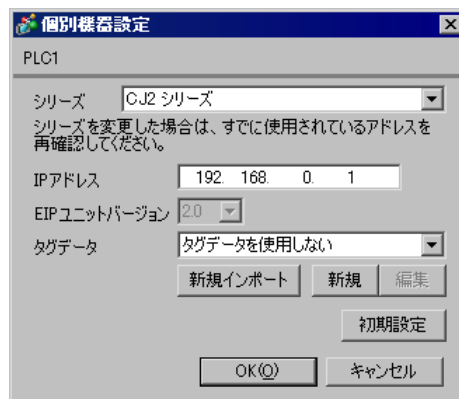 個別機器設定
PLC1
シリーズ CJ2 シリーズ
シリーズを変更した場合は、すでに使用されているアドレスを
再確認してください。
IPアドレス 192. 168. 0. 1
EIPユニットバージョン 2.0
タグデータ タグデータを使用しない
新規インポート 新規 編集
初期設定
OK(O) キャンセル